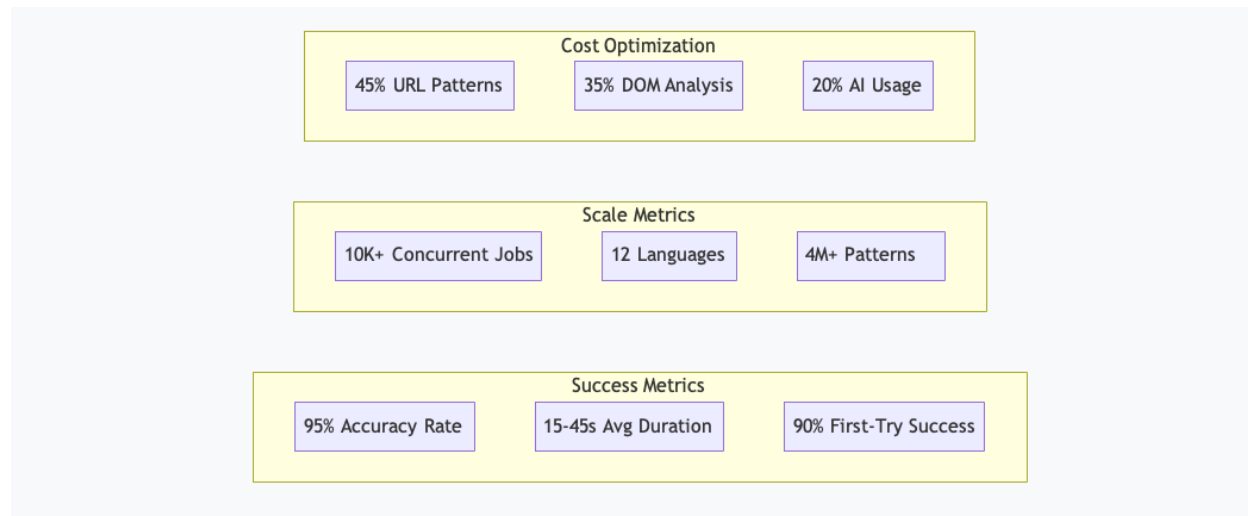 Cost Optimization
45% URL Patterns
35% DOM Analysis
20% AI Usage
Scale Metrics
10K+ Concurrent Jobs
12 Languages
4M+ Patterns
Success Metrics
95% Accuracy Rate
15-45s Avg Duration
90% First-Try Success